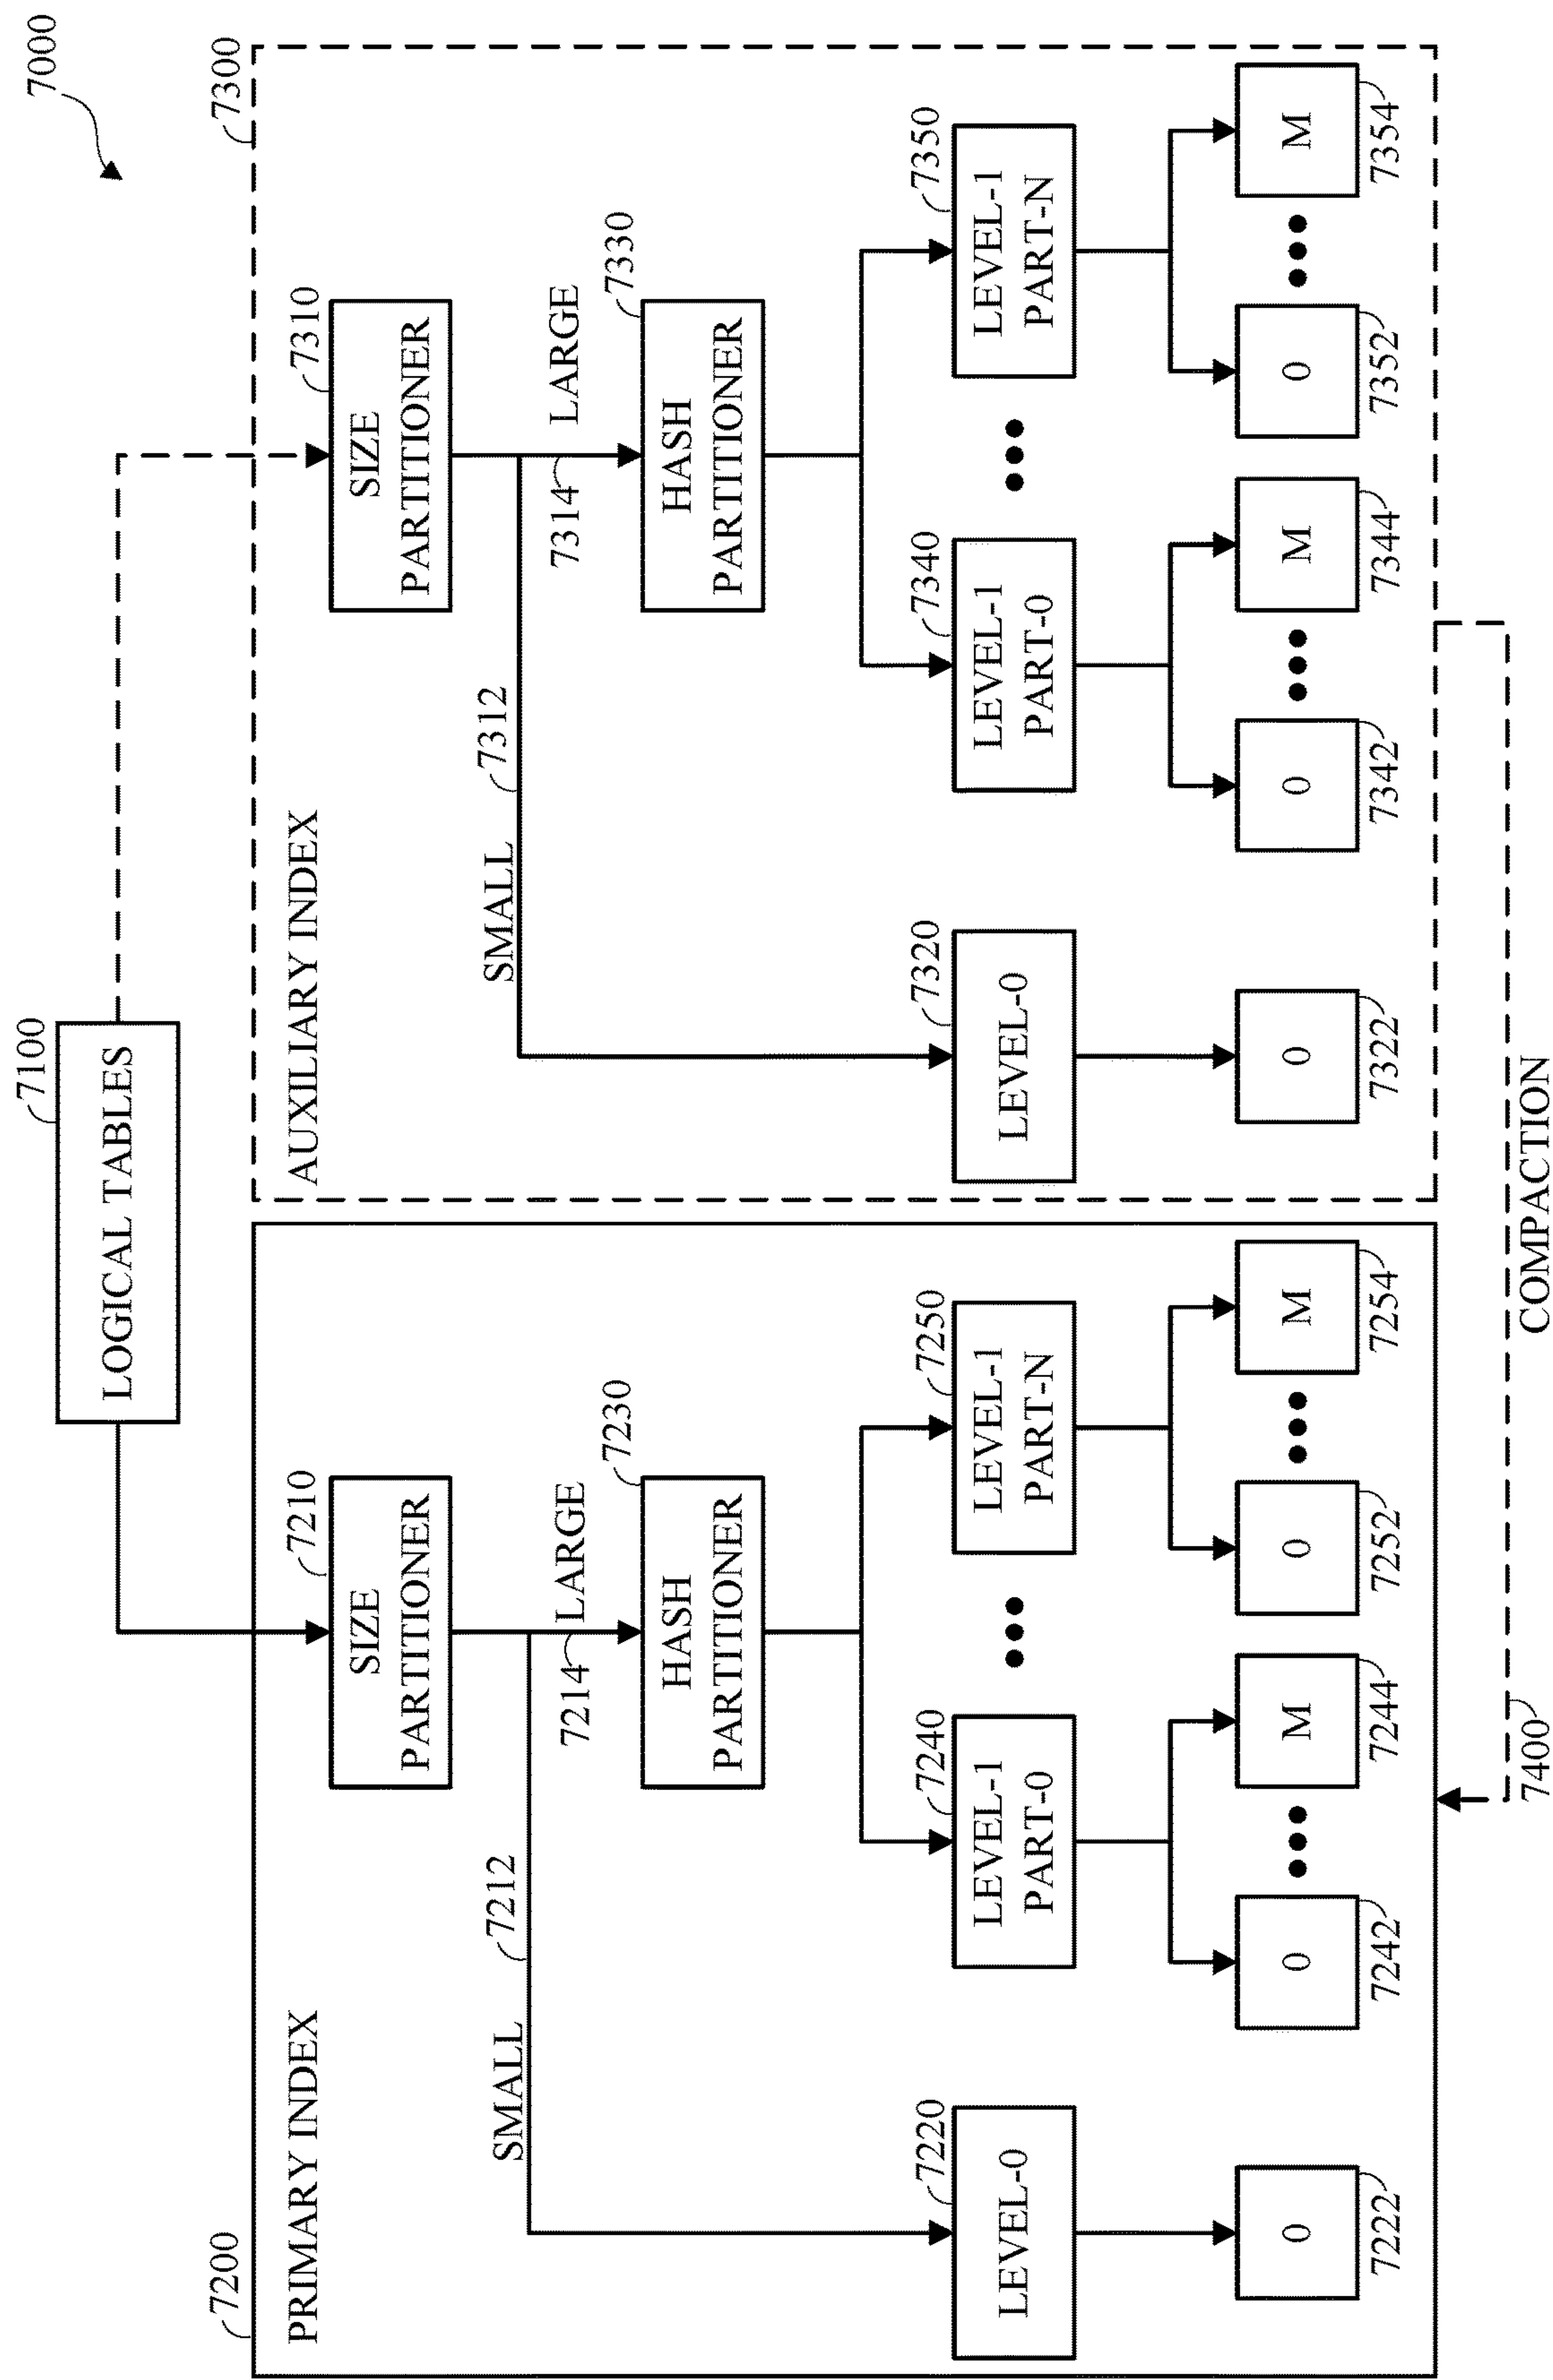 7000
7100
LOGICAL TABLES
7200
PRIMARY INDEX
7210
SIZE
PARTITIONER
SMALL
7212
7214
LARGE
7230
HASH
PARTITIONER
7220
LEVEL-0
7240
LEVEL-1
PART-0
•••
7250
LEVEL-1
PART-N
0
7222
0
7242
•••
M
7244
0
7252
•••
M
7254
7300
AUXILIARY INDEX
7310
SIZE
PARTITIONER
SMALL
7312
7314
LARGE
7330
HASH
PARTITIONER
7320
LEVEL-0
7340
LEVEL-1
PART-0
•••
7350
LEVEL-1
PART-N
0
7322
0
7342
•••
M
7344
0
7352
•••
M
7354
7400
COMPACTION